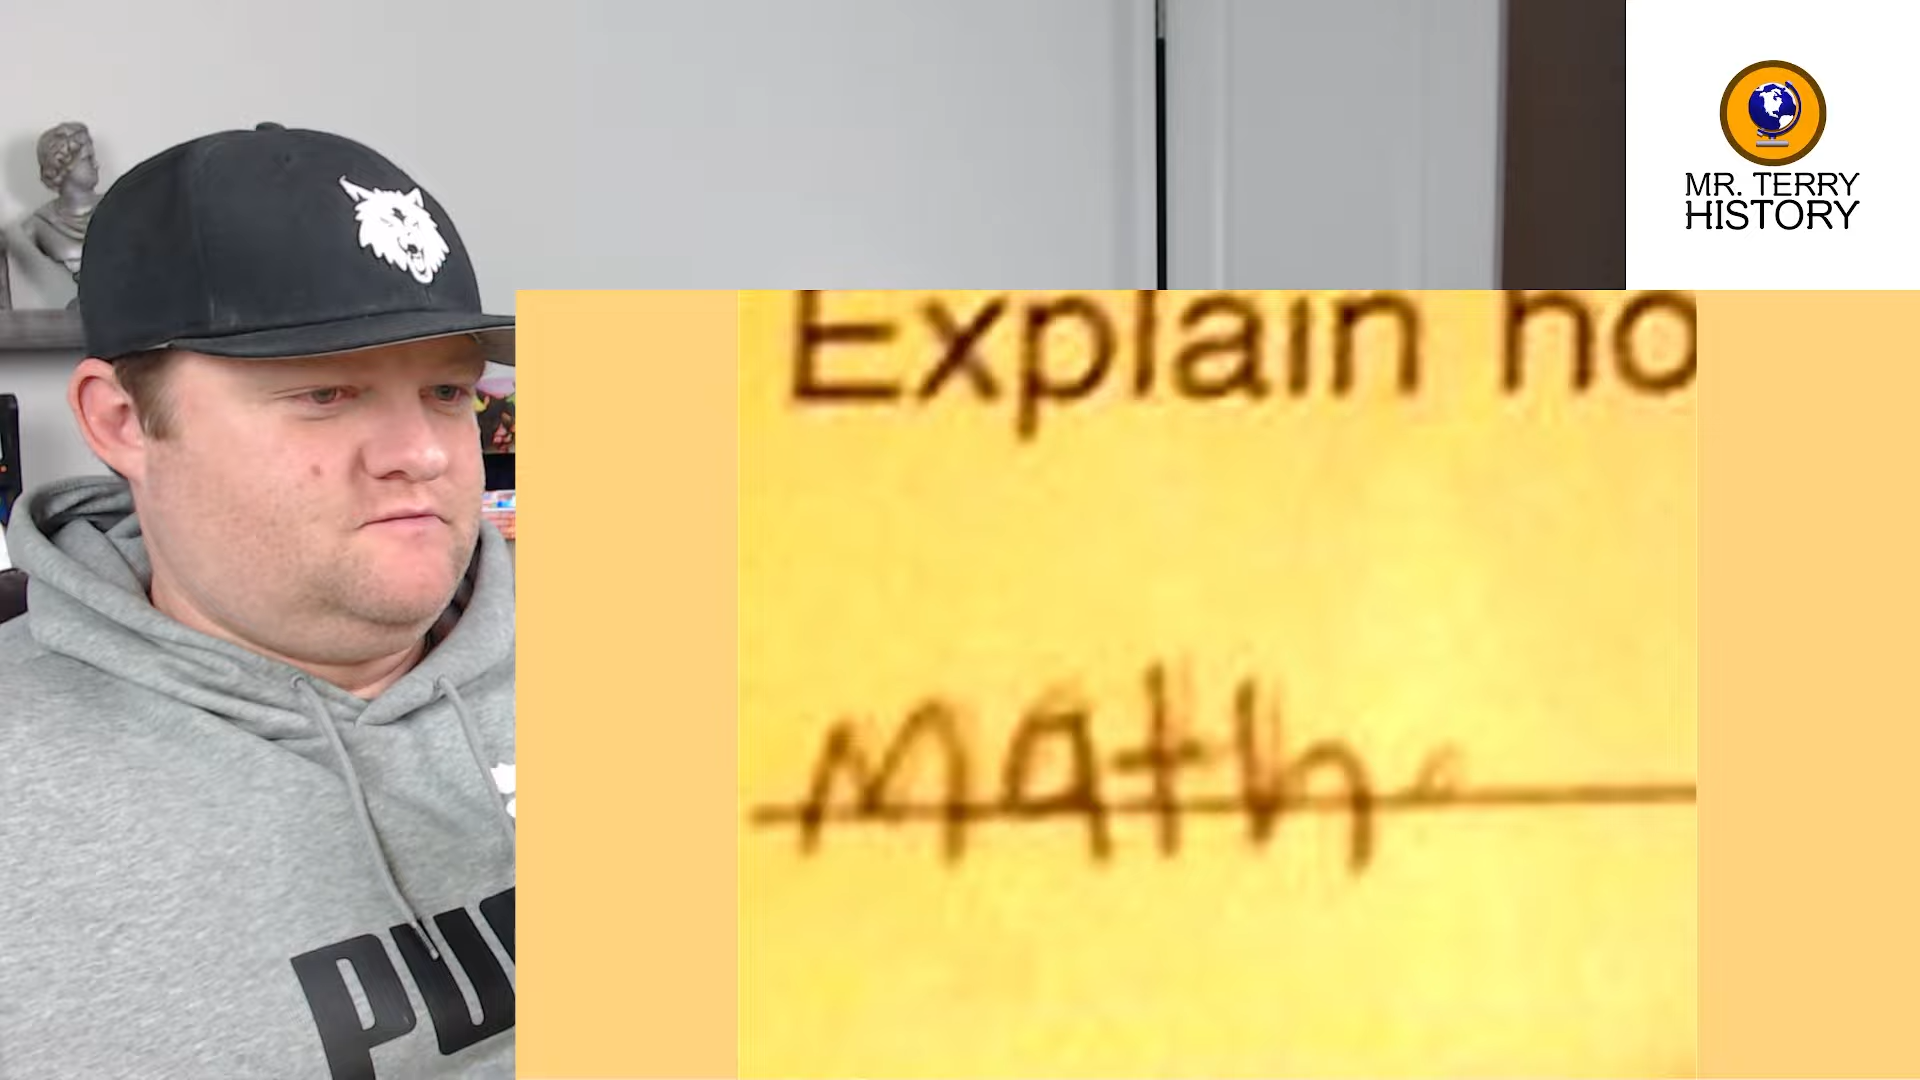 MR. TERRY
HISTORY
Explain ho
math.
PU